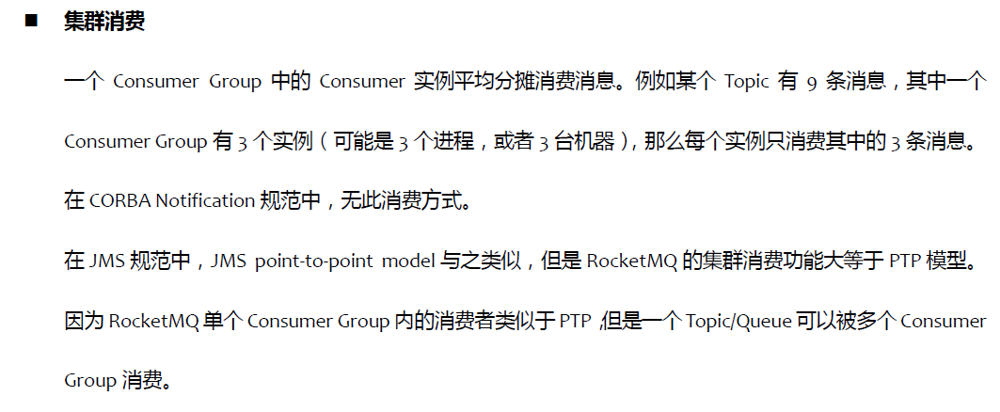 ■ 集群消费
一个 Consumer Group 中的 Consumer 实例平均分摊消费消息。例如某个 Topic 有 9 条消息，其中一个
Consumer Group 有 3 个实例（可能是 3 个进程，或者 3 台机器），那么每个实例只消费其中的 3 条消息。
在 CORBA Notification 规范中，无此消费方式。
在 JMS 规范中，JMS point-to-point model 与之类似，但是 RocketMQ 的集群消费功能大等于 PTP 模型。
因为 RocketMQ 单个 Consumer Group 内的消费者类似于 PTP，但是一个 Topic/Queue 可以被多个 Consumer
Group 消费。